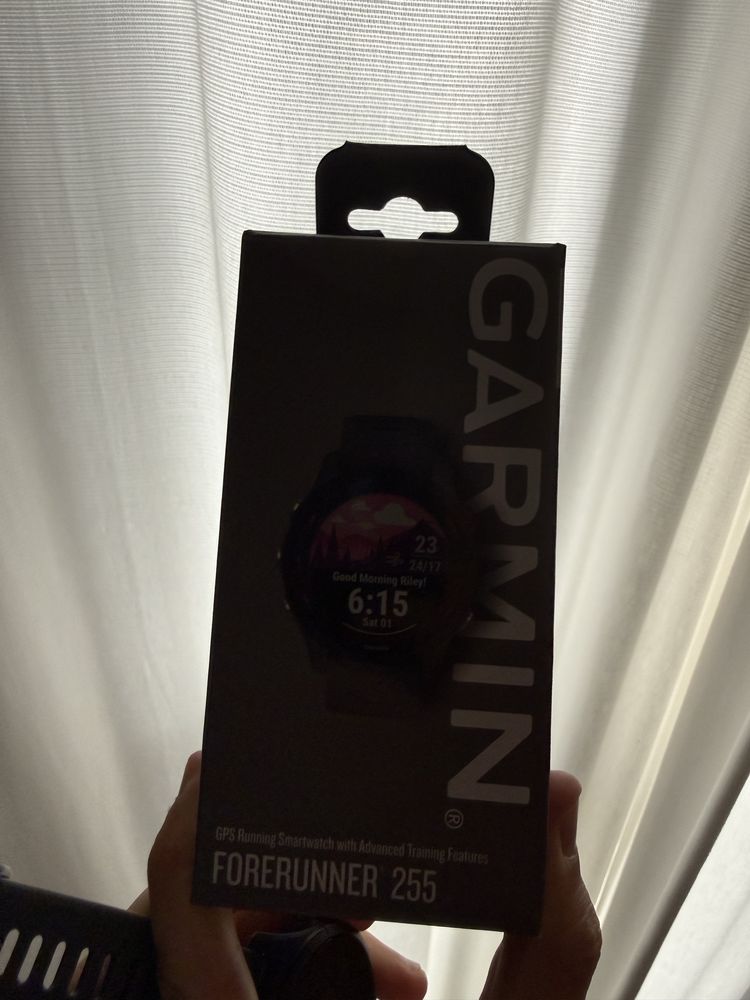 GARMIN®
23
24/17
Good Morning Riley!
6:15
Sat 01
GPS Running Smartwatch with Advanced Training Features
FORERUNNER 255